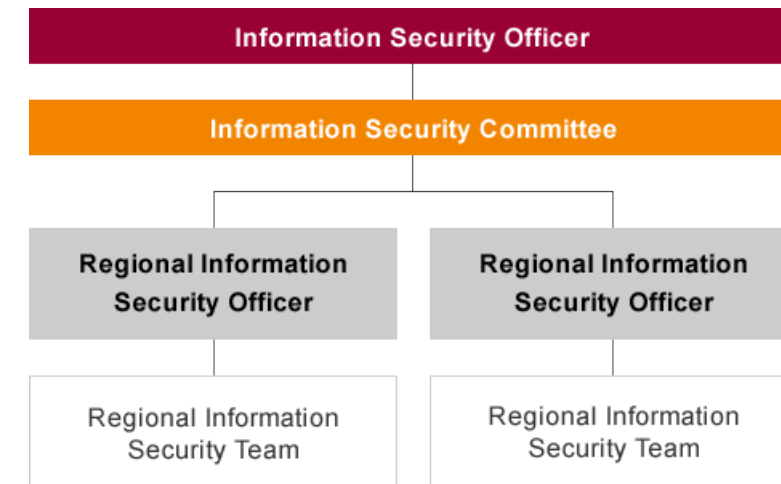 Information Security Officer
Information Security Committee
Regional Information
Security Officer
Regional Information
Security Officer
Regional Information
Security Team
Regional Information
Security Team